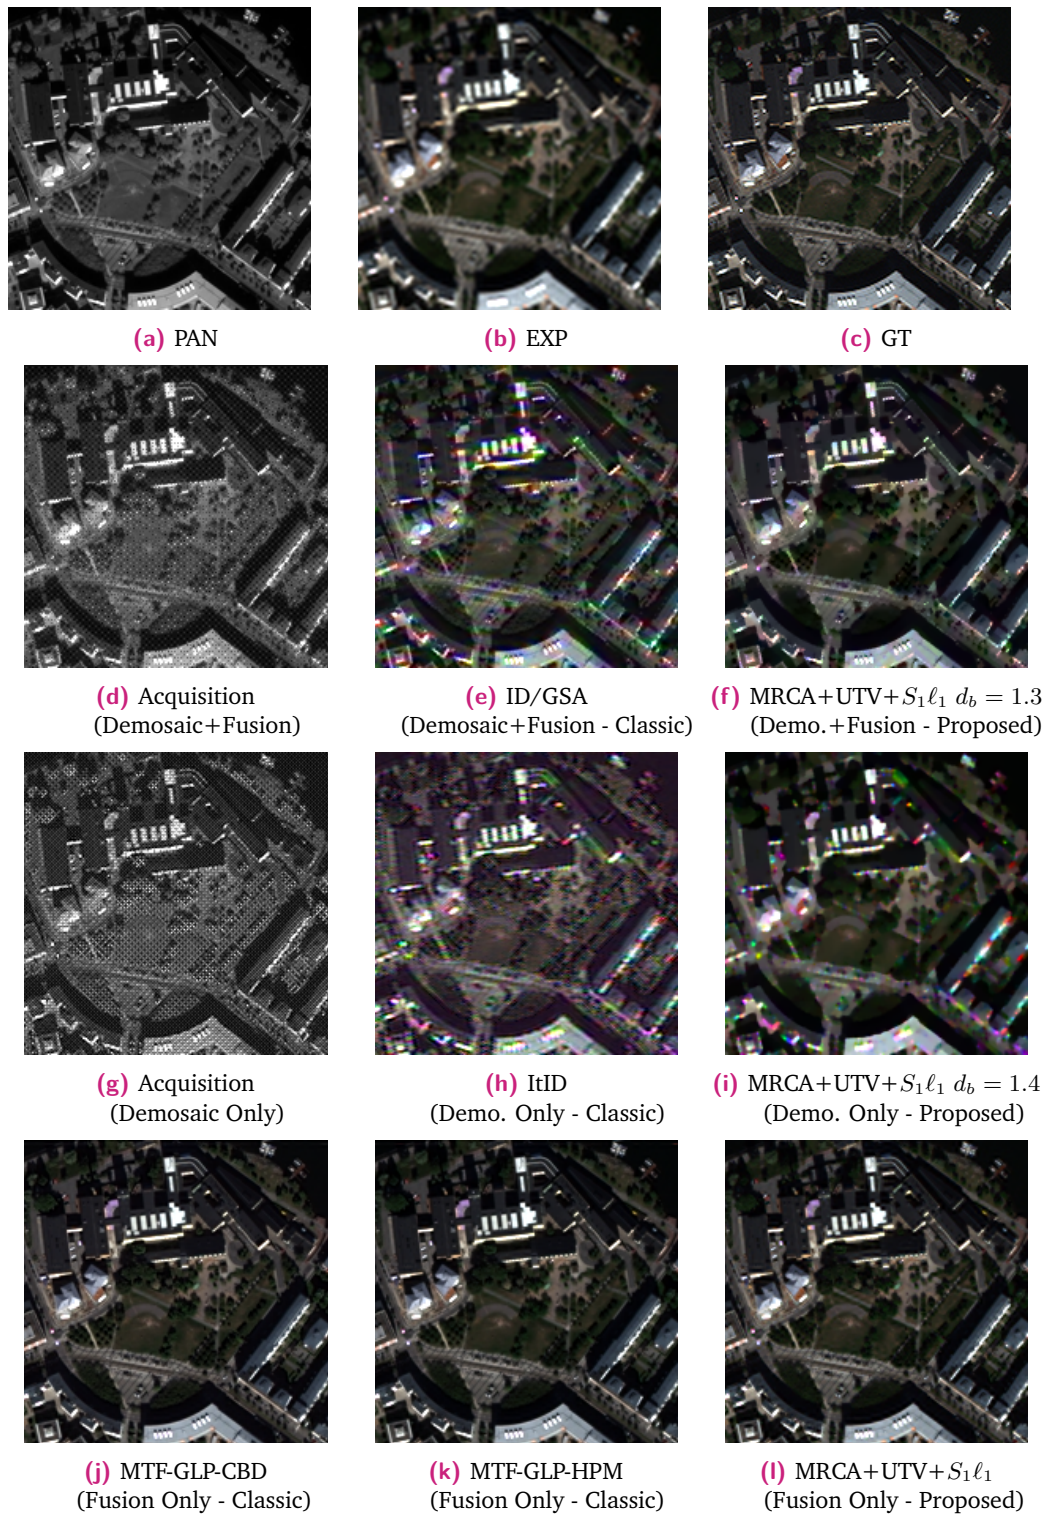 (a) PAN
(b) EXP
(c) GT
(d) Acquisition
(Demosaic+Fusion)
(e) ID/GSA
(Demosaic+Fusion - Classic)
(f) MRCA+UTV+S₁ℓ₁ d_b = 1.3
(Demo.+Fusion - Proposed)
(g) Acquisition
(Demosaic Only)
(h) ItID
(Demo. Only - Classic)
(i) MRCA+UTV+S₁ℓ₁ d_b = 1.4
(Demo. Only - Proposed)
(j) MTF-GLP-CBD
(Fusion Only - Classic)
(k) MTF-GLP-HPM
(Fusion Only - Classic)
(l) MRCA+UTV+S₁ℓ₁
(Fusion Only - Proposed)